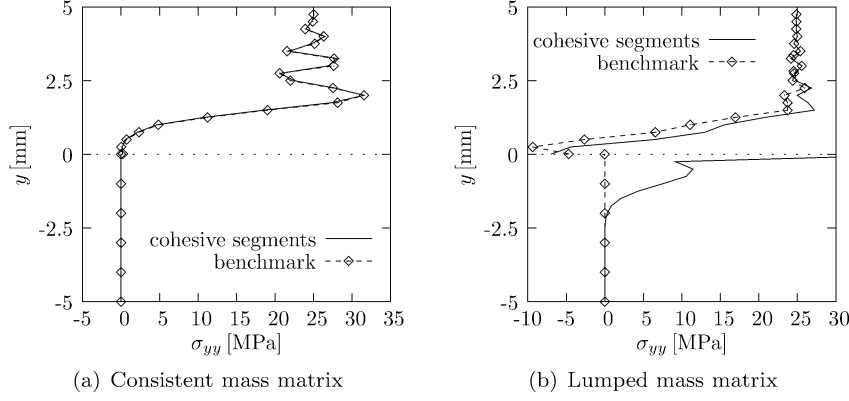 5
2.5
0
-2.5
-5
y [mm]
-5 0 5 10 15 20 25 30 35
σyy [MPa]
cohesive segments
benchmark
(a) Consistent mass matrix
5
2.5
0
-2.5
-5
y [mm]
-10 -5 0 5 10 15 20 25 30
σyy [MPa]
cohesive segments
benchmark
(b) Lumped mass matrix